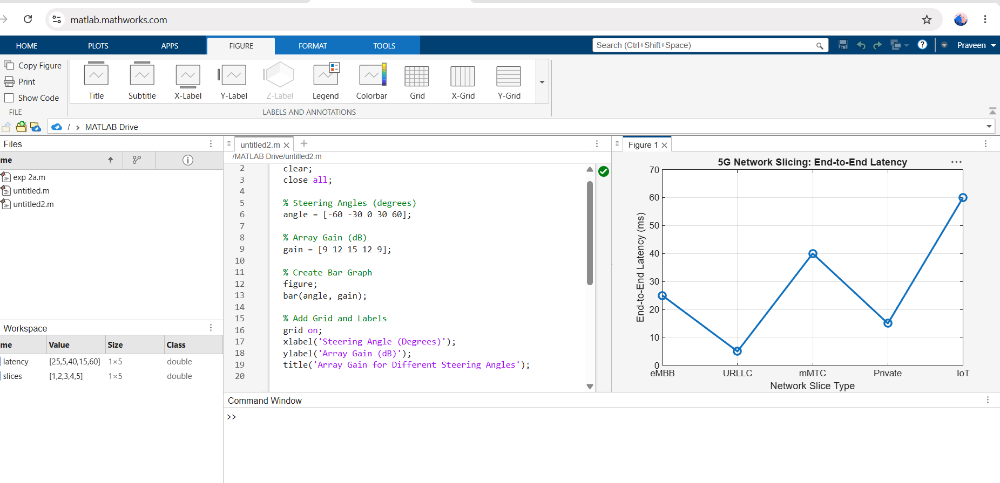 matlab.mathworks.com
HOME PLOTS APPS FIGURE FORMAT TOOLS
Search (Ctrl+Shift+Space)
? Praveen
Copy Figure
Print
Show Code
FILE
Title Subtitle X-Label Y-Label Z-Label Legend Colorbar Grid X-Grid Y-Grid
LABELS AND ANNOTATIONS
/ › MATLAB Drive
Files
me
exp 2a.m
untitled.m
untitled2.m
Workspace
me Value Size Class
latency [25,5,40,15,60] 1×5 double
slices [1,2,3,4,5] 1×5 double
untitled2.m
/MATLAB Drive/untitled2.m
2 clear;
3 close all;
4
5 % Steering Angles (degrees)
6 angle = [-60 -30 0 30 60];
7
8 % Array Gain (dB)
9 gain = [9 12 15 12 9];
10
11 % Create Bar Graph
12 figure;
13 bar(angle, gain);
14
15 % Add Grid and Labels
16 grid on;
17 xlabel('Steering Angle (Degrees)');
18 ylabel('Array Gain (dB)');
19 title('Array Gain for Different Steering Angles');
20
Figure 1
5G Network Slicing: End-to-End Latency
End-to-End Latency (ms)
70
60
50
40
30
20
10
0
eMBB URLLC mMTC Private IoT
Network Slice Type
Command Window
>>